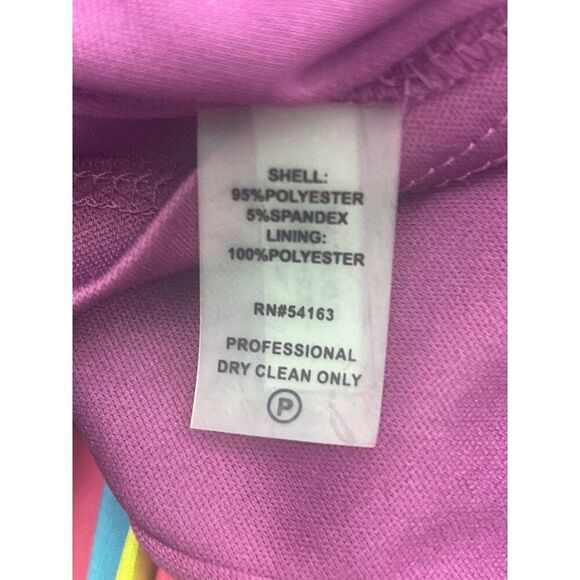 SHELL:
95%POLYESTER
5%SPANDEX
LINING:
100%POLYESTER
RN#54163
PROFESSIONAL
DRY CLEAN ONLY
P